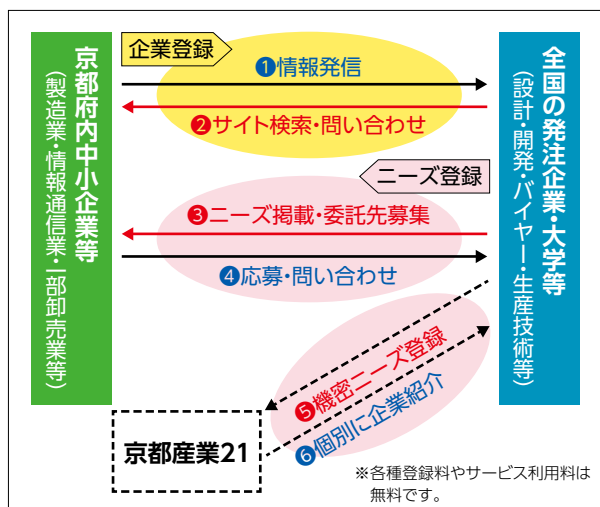 企業登録
❶情報発信
❷サイト検索・問い合わせ
ニーズ登録
❸ニーズ掲載・委託先募集
❹応募・問い合わせ
❺機密ニーズ登録
❻個別に企業紹介
京都府内中小企業等
（製造業・情報通信業・一部卸売業等）
全国の発注企業・大学等
（設計・開発・バイヤー・生産技術等）
京都産業21
※各種登録料やサービス利用料は
無料です。